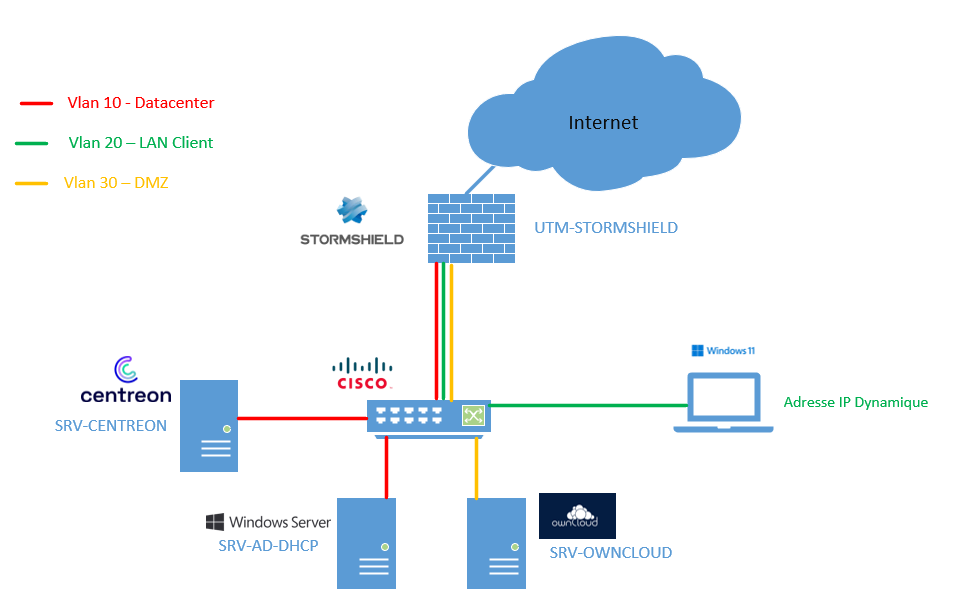 Internet
Vlan 10 - Datacenter
Vlan 20 – LAN Client
Vlan 30 – DMZ
STORMSHIELD
UTM-STORMSHIELD
Windows 11
centreon
CISCO
SRV-CENTREON
Adresse IP Dynamique
Windows Server
SRV-AD-DHCP
ownCloud
SRV-OWNCLOUD